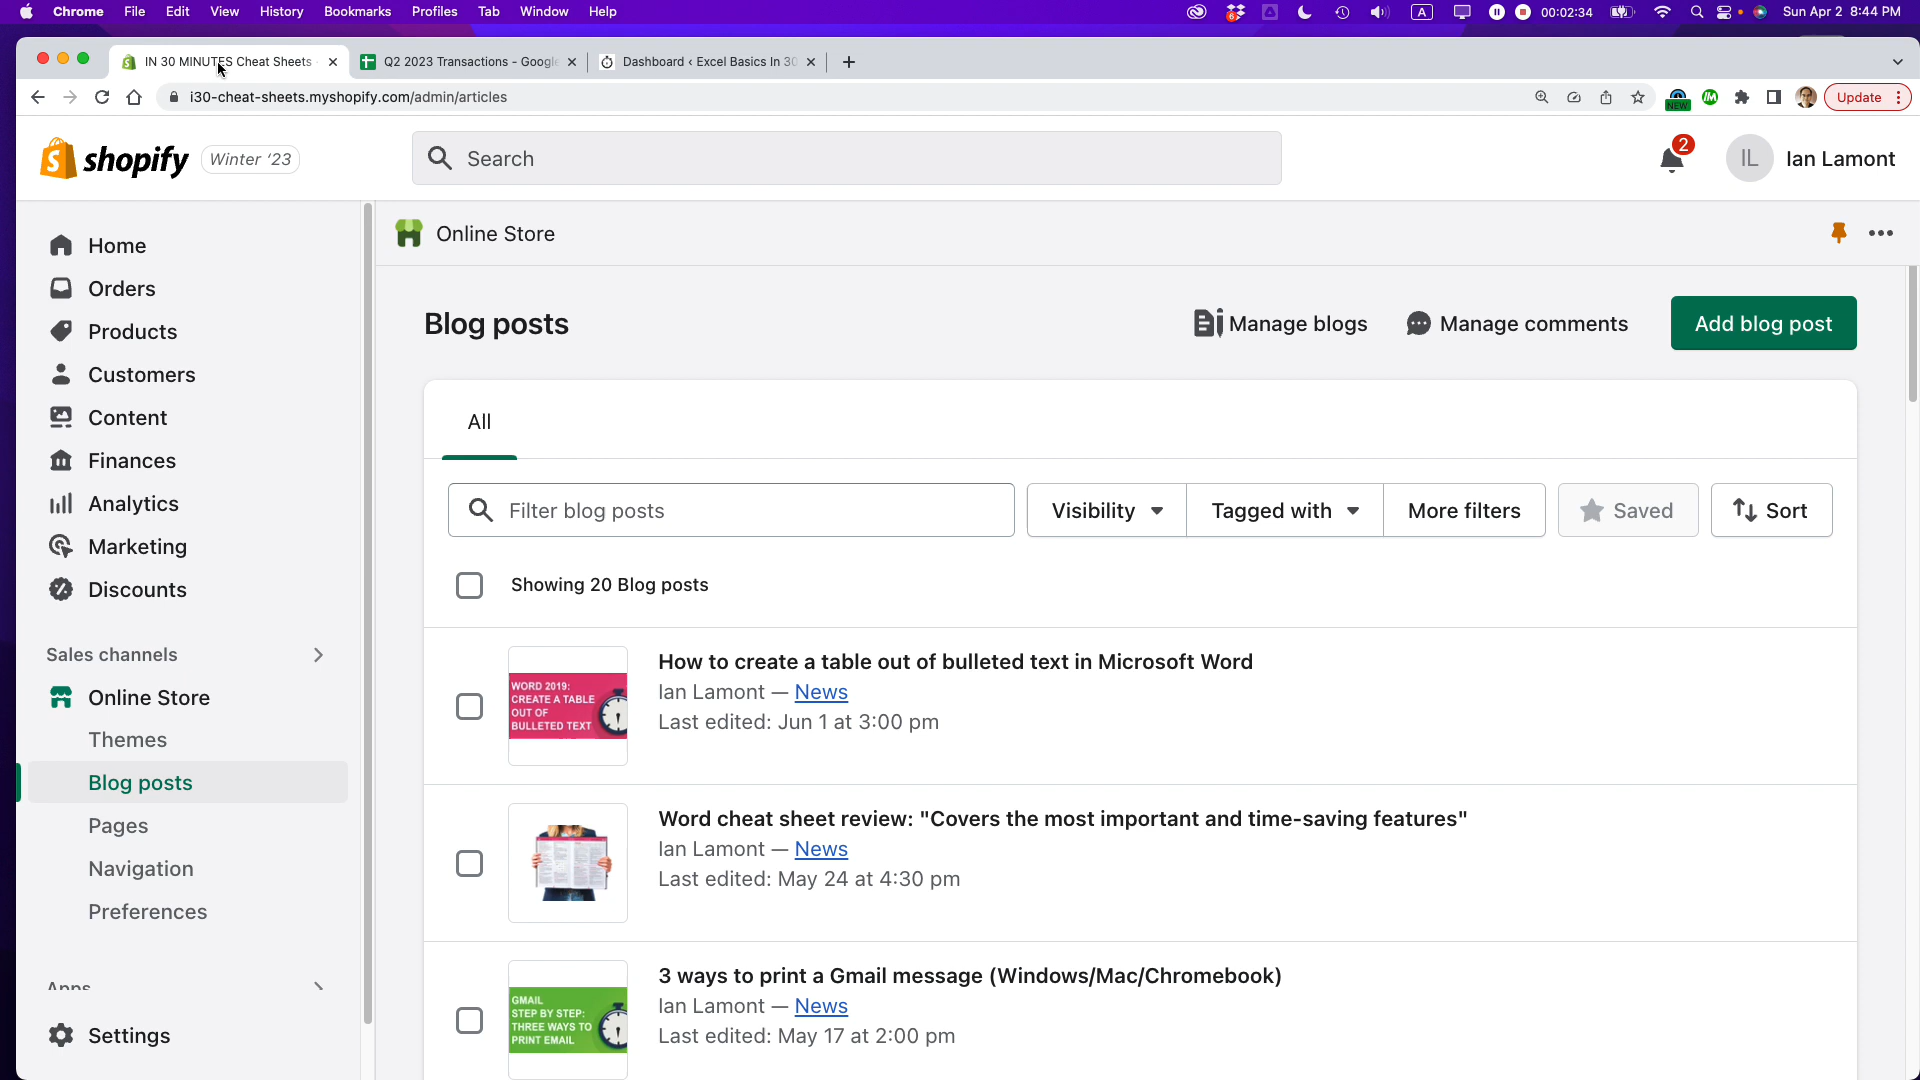 Chrome File Edit View History Bookmarks Profiles Tab Window Help A 00:02:34 Sun Apr 2 8:44 PM
IN 30 MINUTES Cheat Sheets Q2 2023 Transactions - Google Dashboard ‹ Excel Basics In 30
i30-cheat-sheets.myshopify.com/admin/articles NEW Update
shopify Winter ‘23 Search 2 IL Ian Lamont
Home
Orders
Products
Customers
Content
Finances
Analytics
Marketing
Discounts
Sales channels
Online Store
Themes
Blog posts
Pages
Navigation
Preferences
Apps
Settings
Online Store
Blog posts Manage blogs Manage comments Add blog post
All
Filter blog posts Visibility Tagged with More filters Saved Sort
Showing 20 Blog posts
WORD 2019:
CREATE A TABLE
OUT OF
BULLETED TEXT
How to create a table out of bulleted text in Microsoft Word
Ian Lamont — News
Last edited: Jun 1 at 3:00 pm
Word cheat sheet review: "Covers the most important and time-saving features"
Ian Lamont — News
Last edited: May 24 at 4:30 pm
GMAIL
STEP BY STEP:
THREE WAYS TO
PRINT EMAIL
3 ways to print a Gmail message (Windows/Mac/Chromebook)
Ian Lamont — News
Last edited: May 17 at 2:00 pm